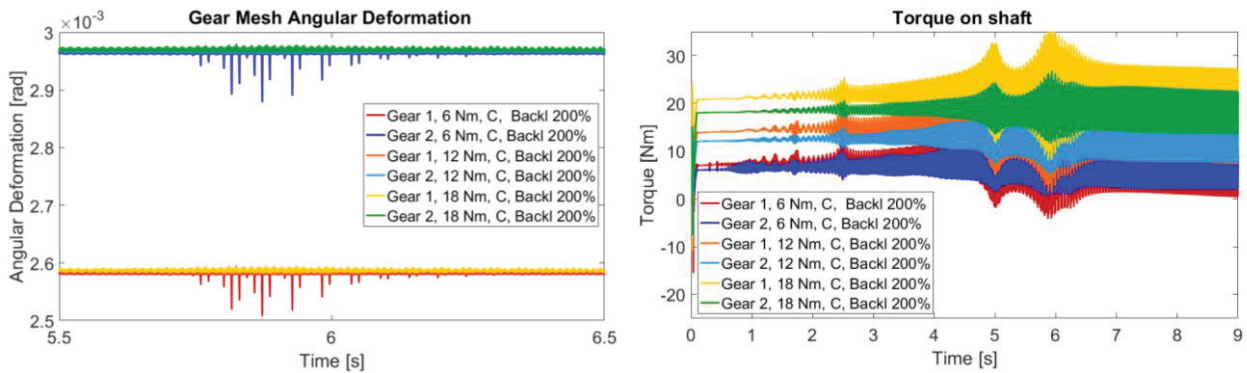 Gear Mesh Angular Deformation
×10⁻³
3
2.9
2.8
2.7
2.6
2.5
Angular Deformation [rad]
Gear 1, 6 Nm, C, Backl 200%
Gear 2, 6 Nm, C, Backl 200%
Gear 1, 12 Nm, C, Backl 200%
Gear 2, 12 Nm, C, Backl 200%
Gear 1, 18 Nm, C, Backl 200%
Gear 2, 18 Nm, C, Backl 200%
5.5 6 6.5
Time [s]
Torque on shaft
30
20
10
0
-10
-20
Torque [Nm]
Gear 1, 6 Nm, C, Backl 200%
Gear 2, 6 Nm, C, Backl 200%
Gear 1, 12 Nm, C, Backl 200%
Gear 2, 12 Nm, C, Backl 200%
Gear 1, 18 Nm, C, Backl 200%
Gear 2, 18 Nm, C, Backl 200%
0 1 2 3 4 5 6 7 8 9
Time [s]